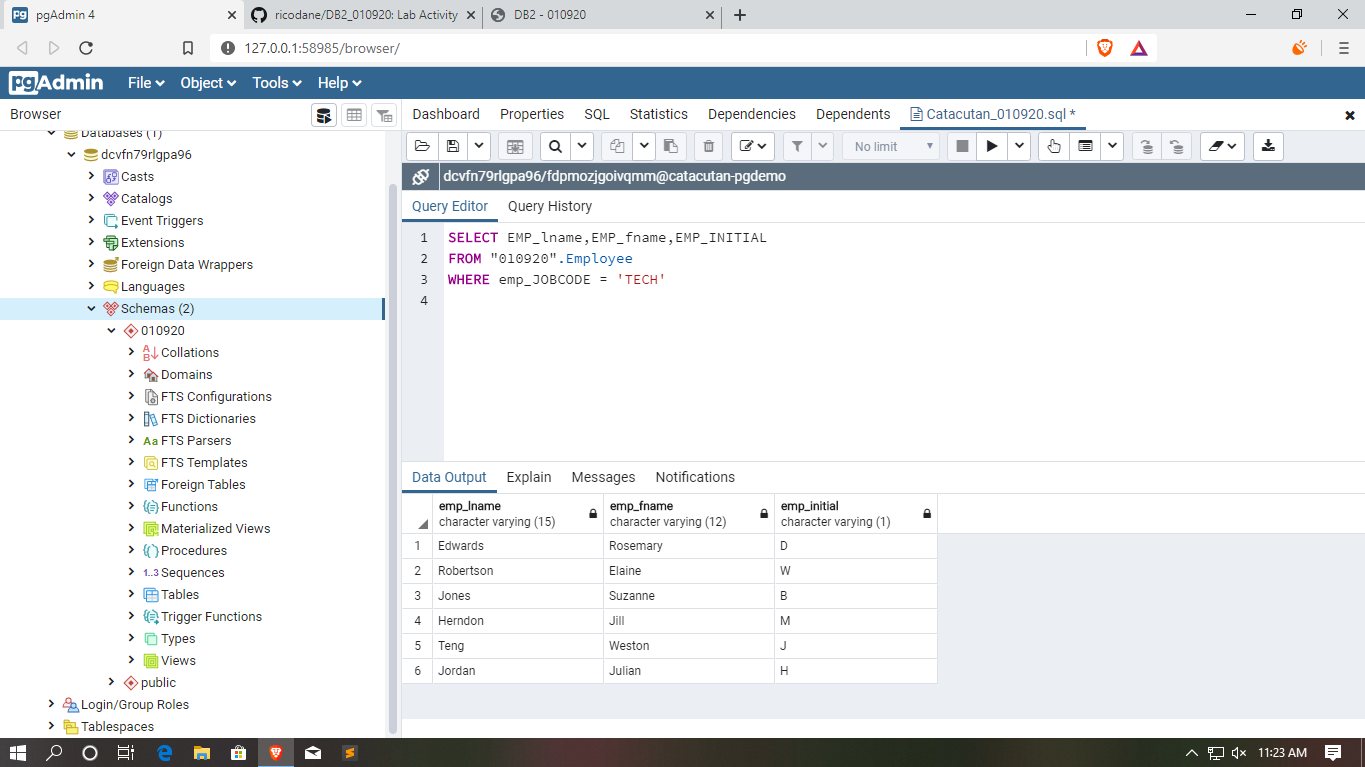 pgAdmin 4
ricodane/DB2_010920: Lab Activity
DB2 - 010920
127.0.0.1:58985/browser/
pgAdmin File Object Tools Help
Browser
Dashboard Properties SQL Statistics Dependencies Dependents Catacutan_010920.sql *
Databases (1)
dcvfn79rlgpa96
Casts
Catalogs
Event Triggers
Extensions
Foreign Data Wrappers
Languages
Schemas (2)
010920
Collations
Domains
FTS Configurations
FTS Dictionaries
Aa FTS Parsers
FTS Templates
Foreign Tables
Functions
Materialized Views
Procedures
1..3 Sequences
Tables
Trigger Functions
Types
Views
public
Login/Group Roles
Tablespaces
No limit
dcvfn79rlgpa96/fdpmozjgoivqmm@catacutan-pgdemo
Query Editor Query History
1 SELECT EMP_lname,EMP_fname,EMP_INITIAL
2 FROM "010920".Employee
3 WHERE emp_JOBCODE = 'TECH'
4
Data Output Explain Messages Notifications
emp_lname emp_fname emp_initial
character varying (15) character varying (12) character varying (1)
1 Edwards Rosemary D
2 Robertson Elaine W
3 Jones Suzanne B
4 Herndon Jill M
5 Teng Weston J
6 Jordan Julian H
11:23 AM